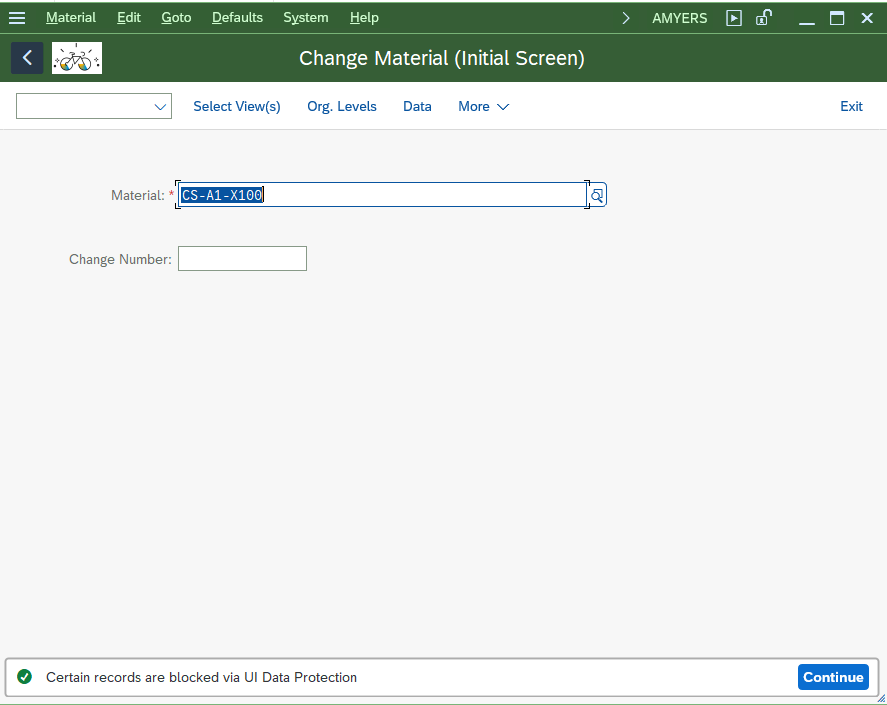 Material Edit Goto Defaults System Help AMYERS
Change Material (Initial Screen)
Select View(s) Org. Levels Data More Exit
Material: * CS-A1-X100
Change Number:
Certain records are blocked via UI Data Protection Continue